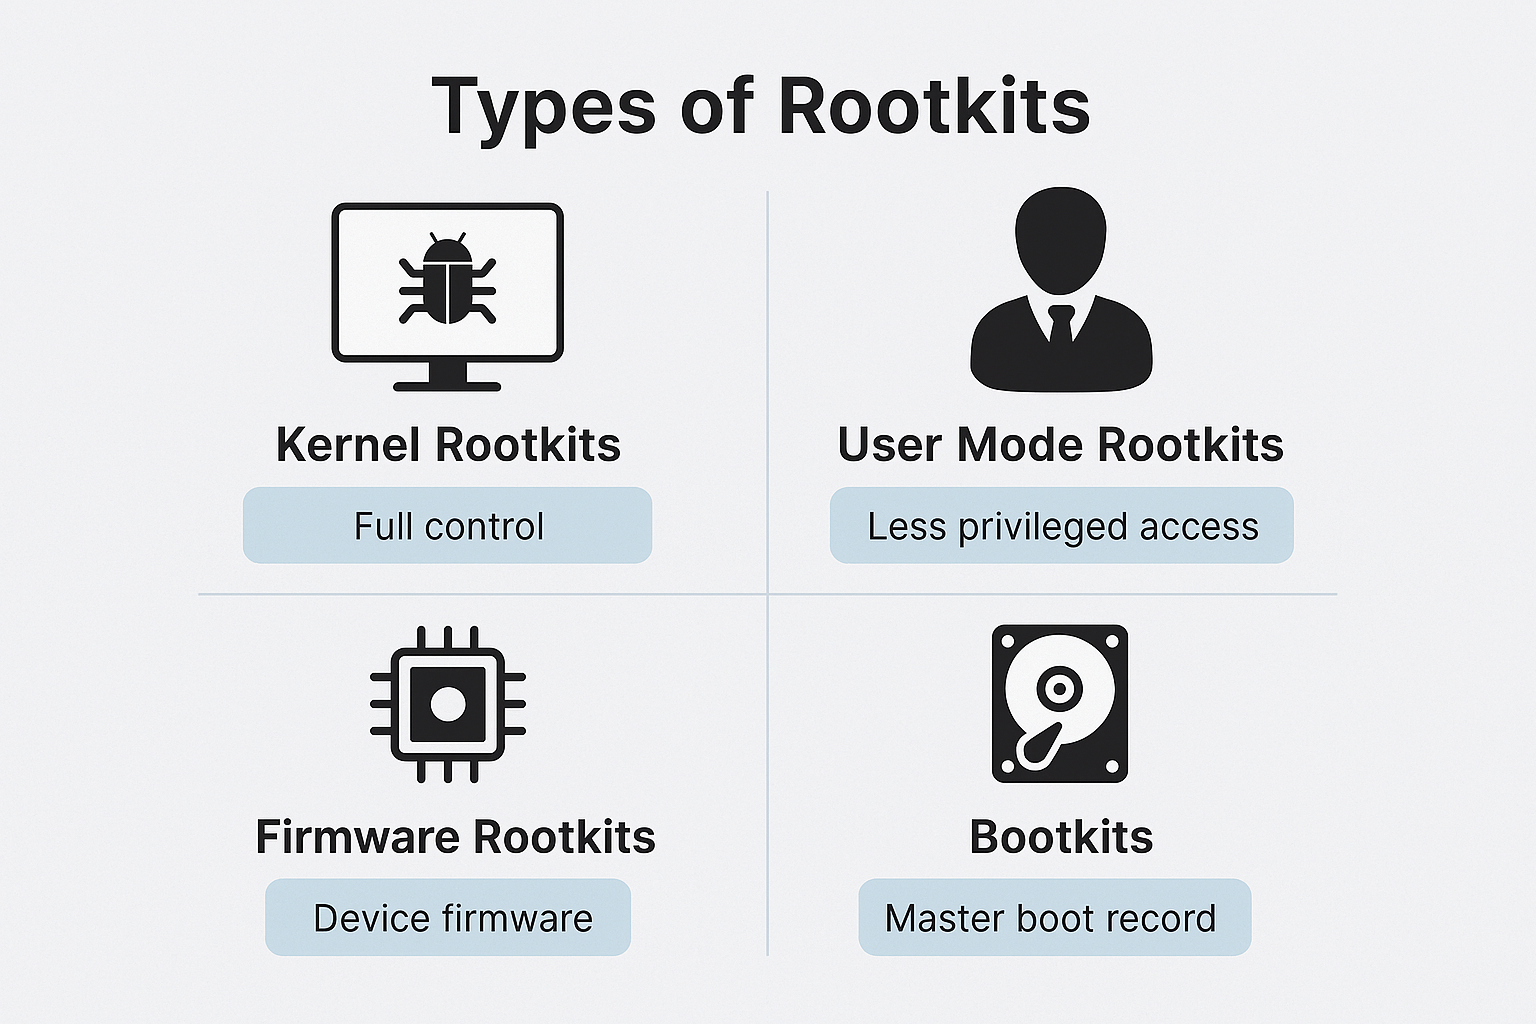 Types of Rootkits
Kernel Rootkits
Full control
User Mode Rootkits
Less privileged access
Firmware Rootkits
Device firmware
Bootkits
Master boot record